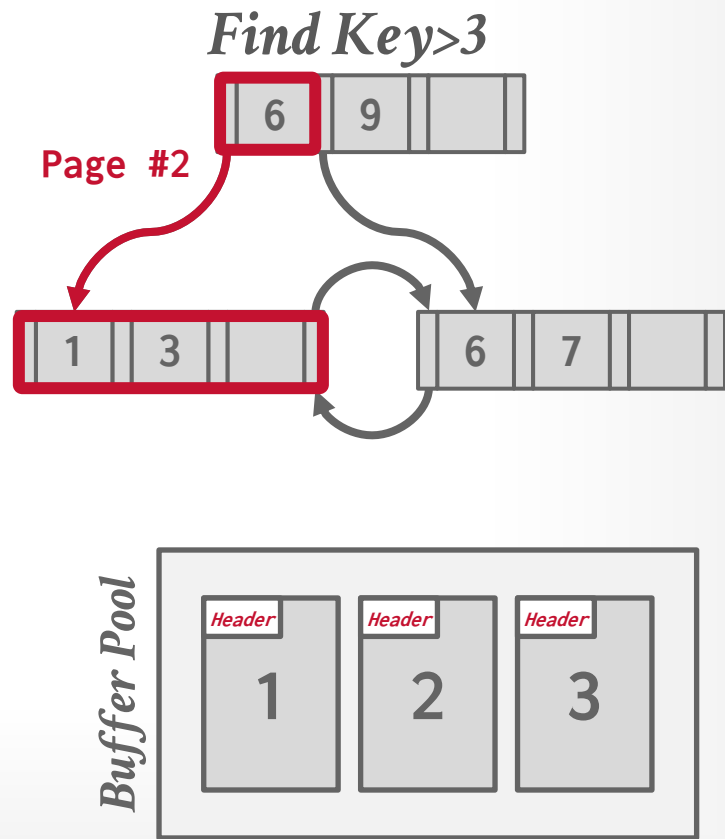 Find Key>3
6 9
Page #2
1 3
6 7
Buffer Pool
Header Header Header
1 2 3